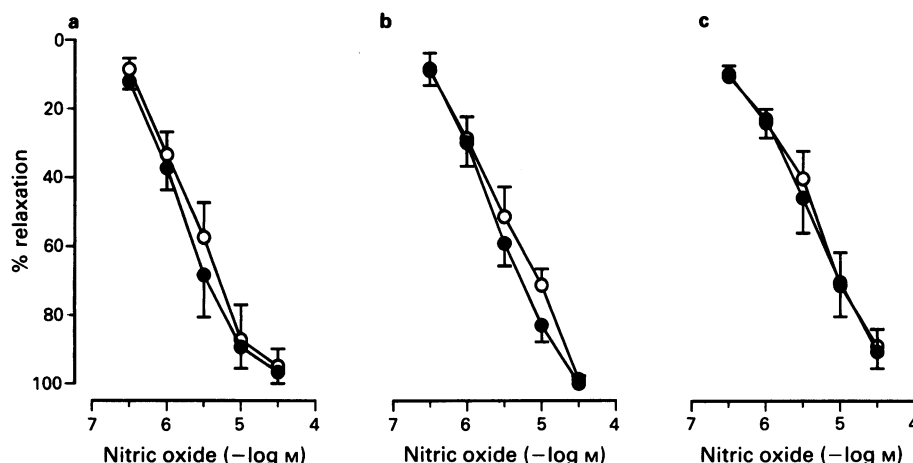 a
b
c
0
20
40
60
80
100
% relaxation
7 6 5 4
7 6 5 4
7 6 5 4
Nitric oxide (−log M)
Nitric oxide (−log M)
Nitric oxide (−log M)